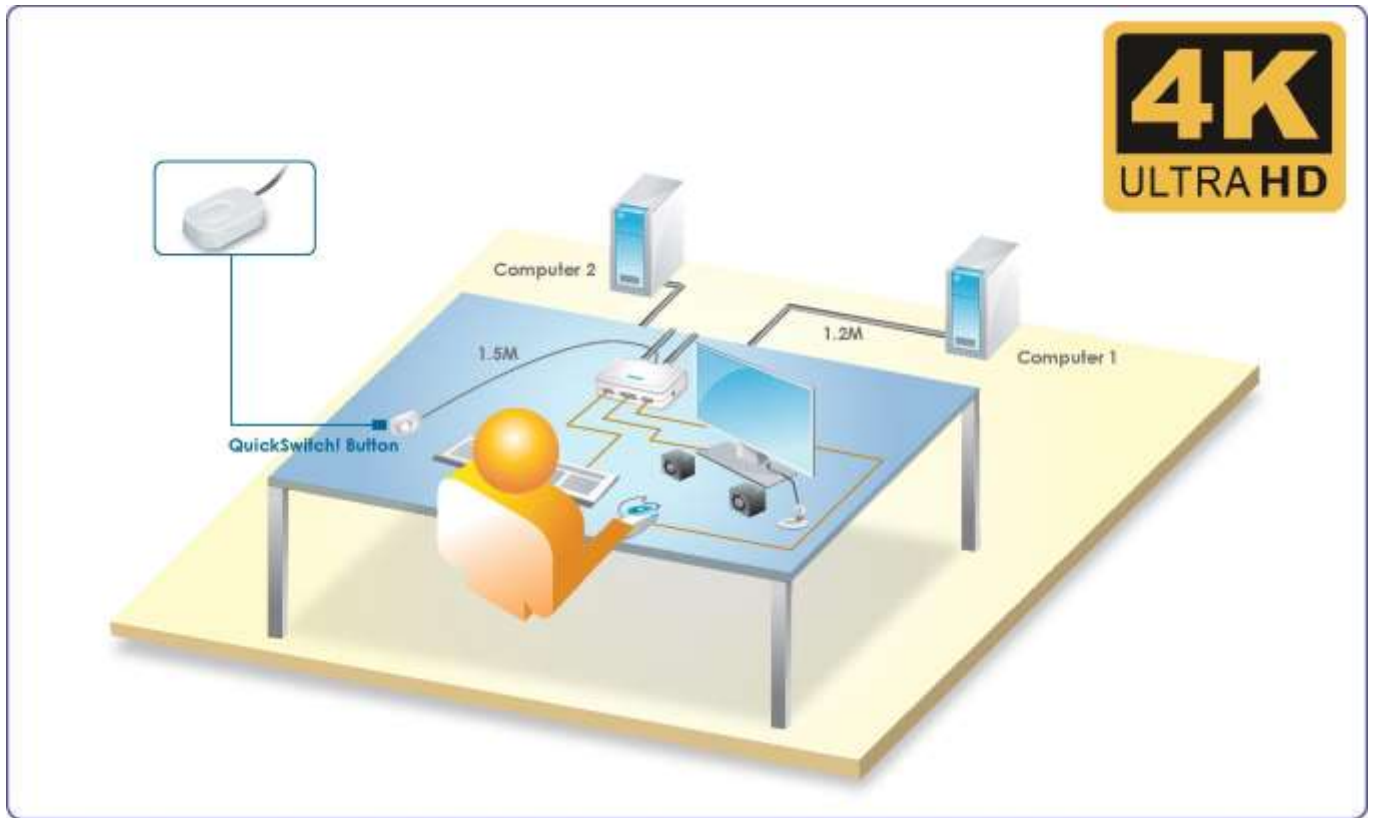 4K
ULTRA HD
Computer 2
1.2M
Computer 1
1.5M
QuickSwitch! Button